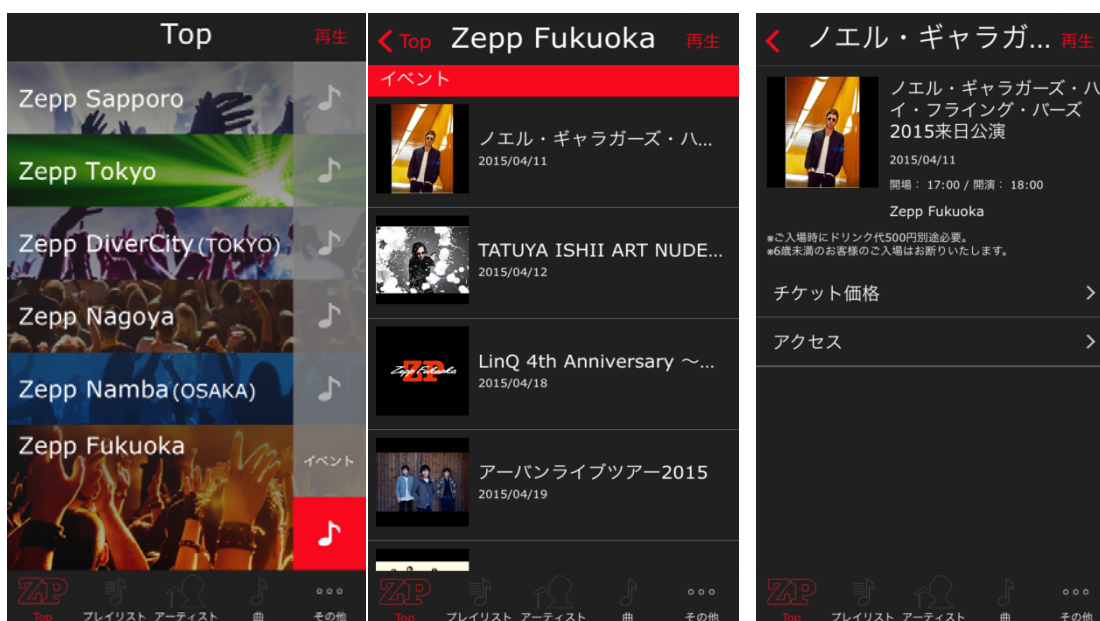 Top
再生
Zepp Sapporo
Zepp Tokyo
Zepp DiverCity(TOKYO)
Zepp Nagoya
Zepp Namba(OSAKA)
Zepp Fukuoka
イベント
ZP
Top
プレイリスト
アーティスト
曲
その他
Top
Zepp Fukuoka
再生
イベント
ノエル・ギャラガーズ・ハ...
2015/04/11
TATUYA ISHII ART NUDE...
2015/04/12
ZP
Zepp Fukuoka
LinQ 4th Anniversary ～...
2015/04/18
アーバンライブツアー2015
2015/04/19
ZP
Top
プレイリスト
アーティスト
曲
その他
ノエル・ギャラガ...
再生
ノエル・ギャラガーズ・ハ
イ・フライング・バーズ
2015来日公演
2015/04/11
開場： 17:00 / 開演： 18:00
Zepp Fukuoka
※ご入場時にドリンク代500円別途必要。
※6歳未満のお客様のご入場はお断りいたします。
チケット価格
アクセス
ZP
Top
プレイリスト
アーティスト
曲
その他